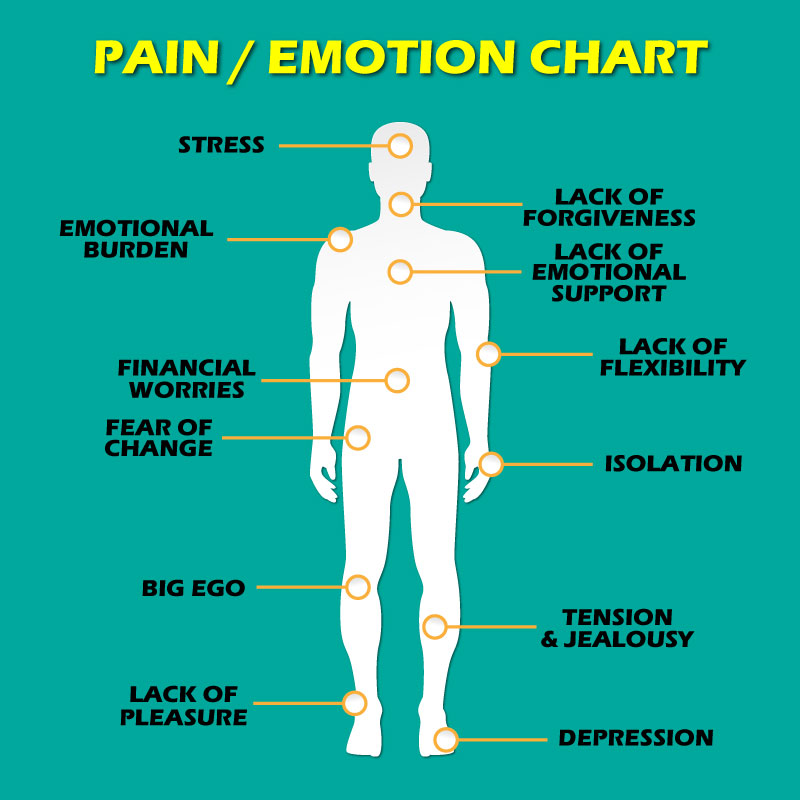 PAIN / EMOTION CHART
STRESS
LACK OF
FORGIVENESS
EMOTIONAL
BURDEN
LACK OF
EMOTIONAL
SUPPORT
LACK OF
FLEXIBILITY
FINANCIAL
WORRIES
FEAR OF
CHANGE
ISOLATION
BIG EGO
TENSION
& JEALOUSY
LACK OF
PLEASURE
DEPRESSION